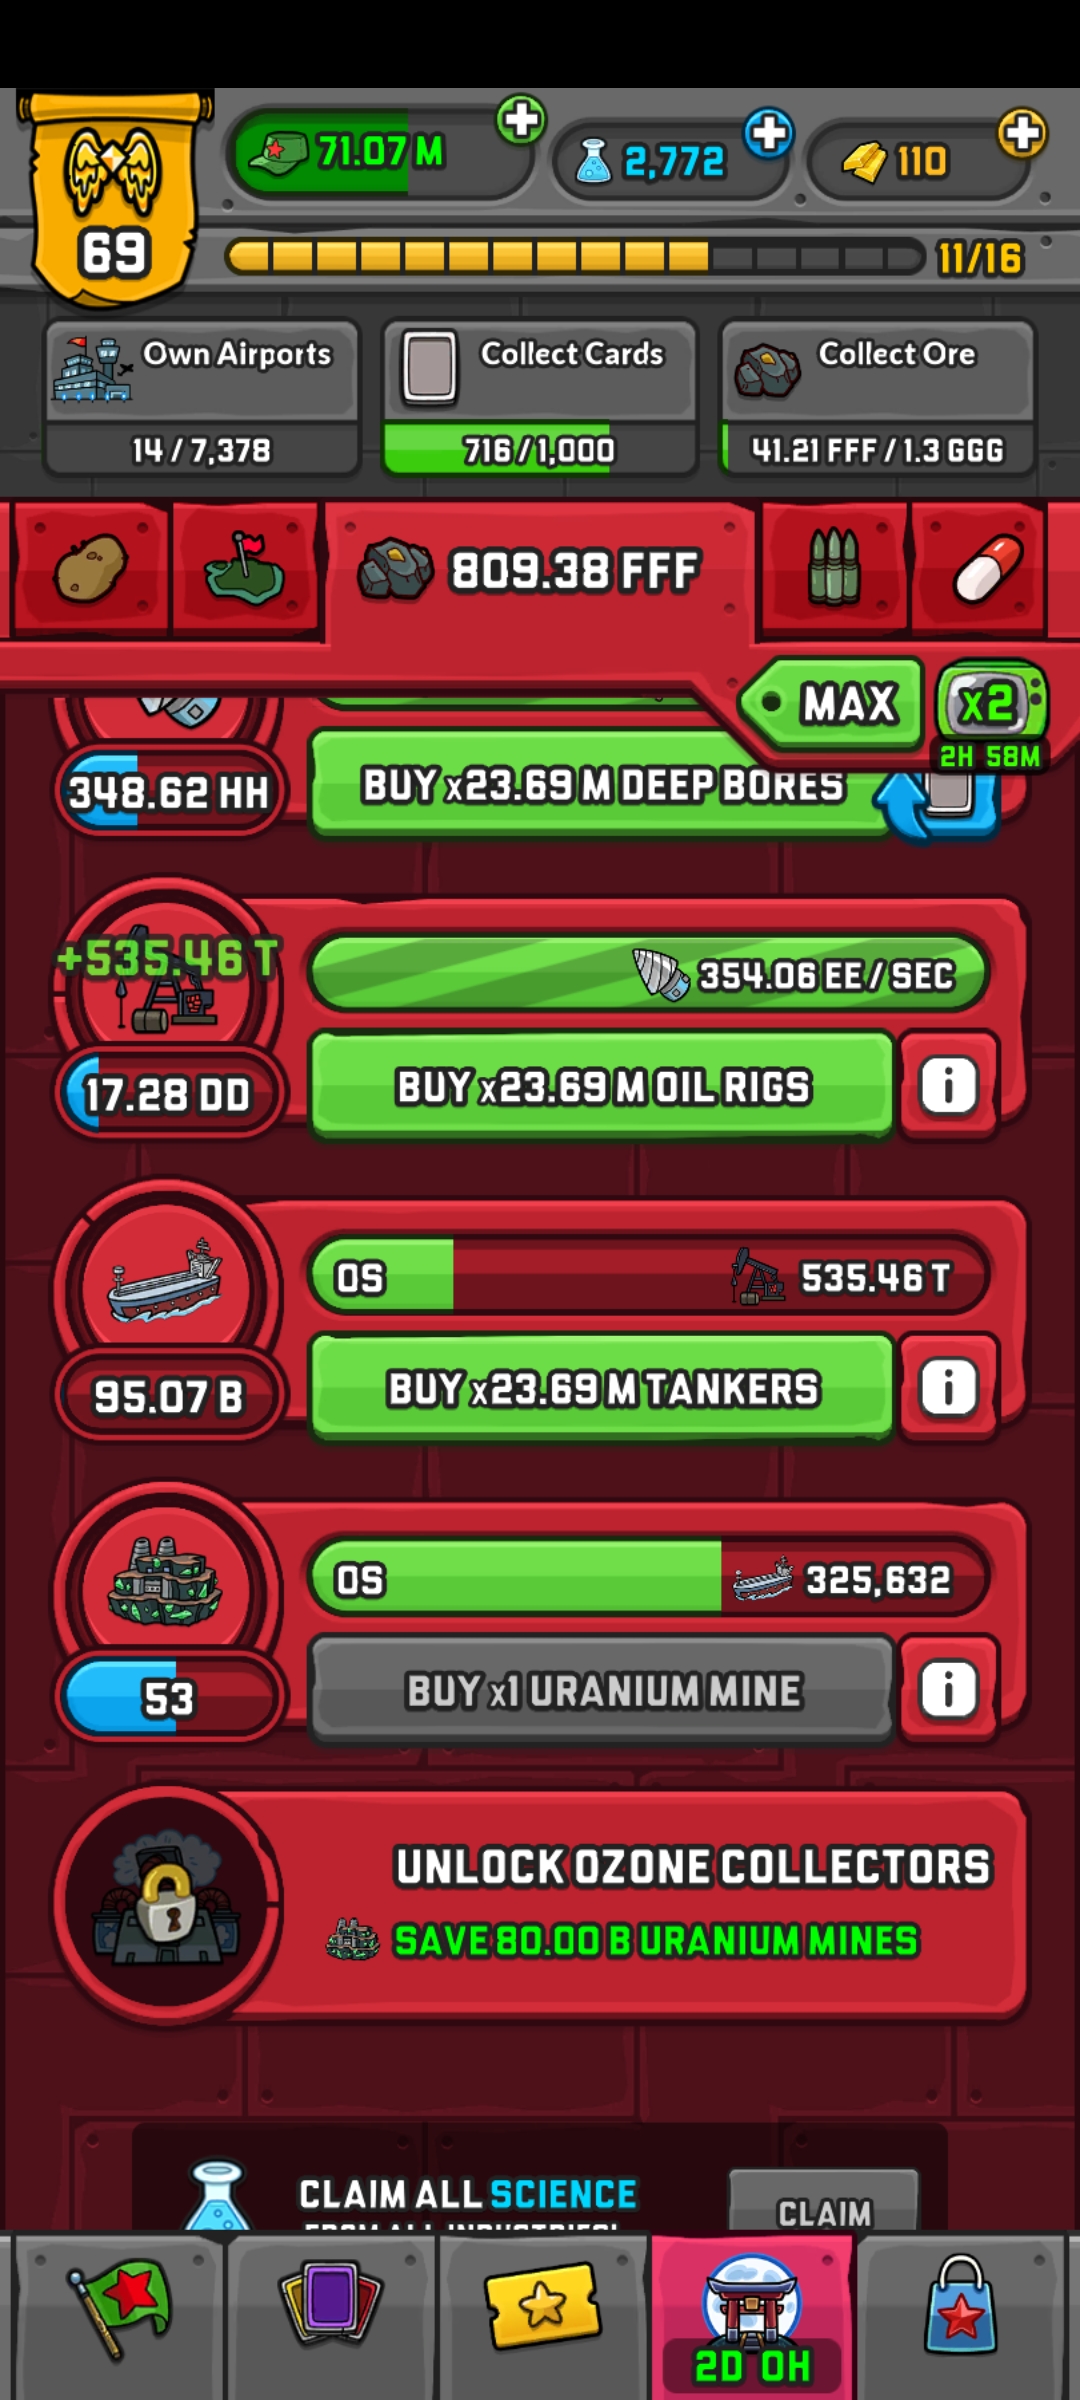 71.07 M
2,772
110
69
11/16
Own Airports
Collect Cards
Collect Ore
14 / 7,378
716 / 1,000
41.21 FFF / 1.3 GGG
809.38 FFF
MAX
x2
2H 58M
348.62 HH
BUY x23.69 M DEEP BORES
+535.46 T
354.06 EE / SEC
17.28 DD
BUY x23.69 M OIL RIGS
i
0S
535.46 T
95.07 B
BUY x23.69 M TANKERS
i
0S
325,632
53
BUY x1 URANIUM MINE
i
UNLOCK OZONE COLLECTORS
SAVE 80.00 B URANIUM MINES
CLAIM ALL SCIENCE
FROM ALL INDUSTRIES!
CLAIM
2D 0H